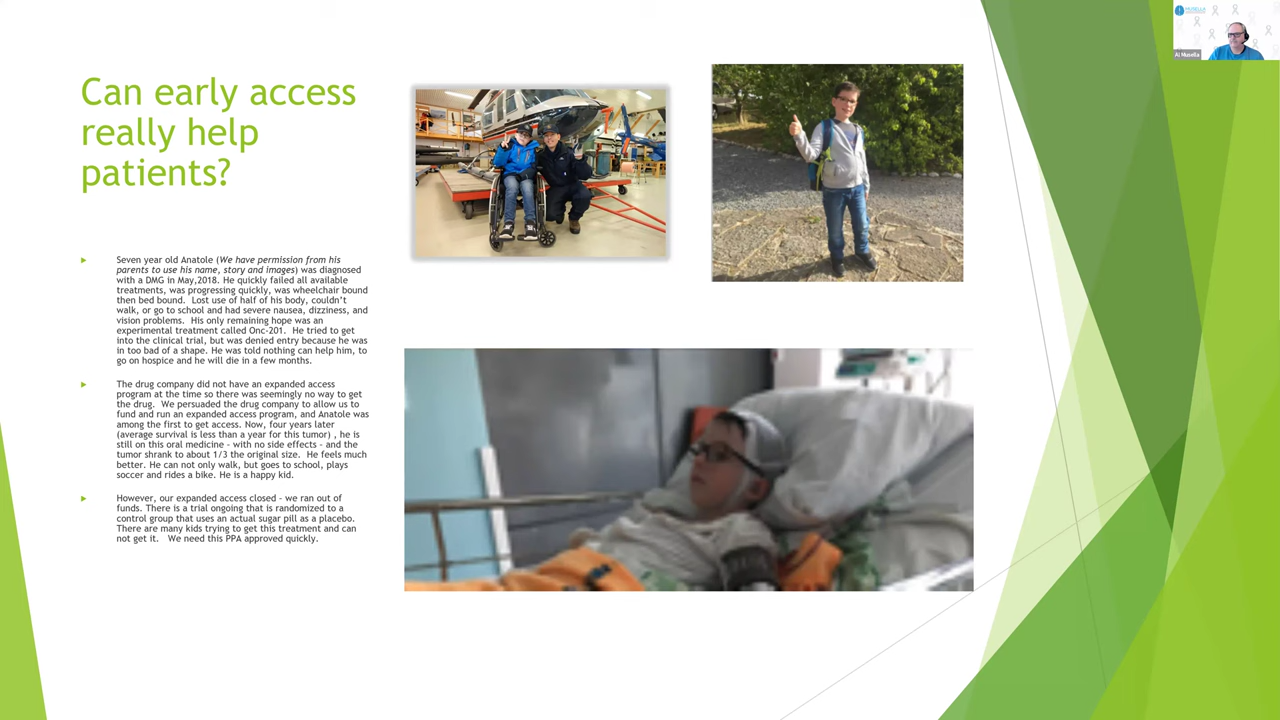 Can early access
really help
patients?
Seven year old Anatole (We have permission from his
parents to use his name, story and images) was diagnosed
with a DMG in May,2018. He quickly failed all available
treatments, was progressing quickly, was wheelchair bound
then bed bound. Lost use of half of his body, couldn't
walk, or go to school and had severe nausea, dizziness, and
vision problems. His only remaining hope was an
experimental treatment called Onc-201. He tried to get
into the clinical trial, but was denied entry because he was
in too bad of a shape. He was told nothing can help him, to
go on hospice and he will die in a few months.
The drug company did not have an expanded access
program at the time so there was seemingly no way to get
the drug. We persuaded the drug company to allow us to
fund and run an expanded access program, and Anatole was
among the first to get access. Now, four years later
(average survival is less than a year for this tumor) , he is
still on this oral medicine - with no side effects - and the
tumor shrank to about 1/3 the original size. He feels much
better. He can not only walk, but goes to school, plays
soccer and rides a bike. He is a happy kid.
However, our expanded access closed - we ran out of
funds. There is a trial ongoing that is randomized to a
control group that uses an actual sugar pill as a placebo.
There are many kids trying to get this treatment and can
not get it. We need this PPA approved quickly.
MUSELLA
Al Musella